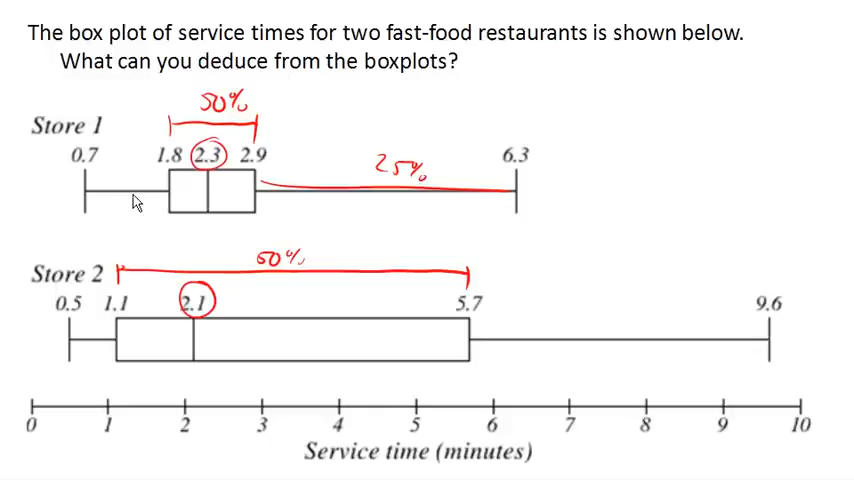 The box plot of service times for two fast-food restaurants is shown below.
What can you deduce from the boxplots?
50%
Store 1
0.7 1.8 2.3 2.9 25% 6.3
50%
Store 2
0.5 1.1 2.1 5.7 9.6
0 1 2 3 4 5 6 7 8 9 10
Service time (minutes)